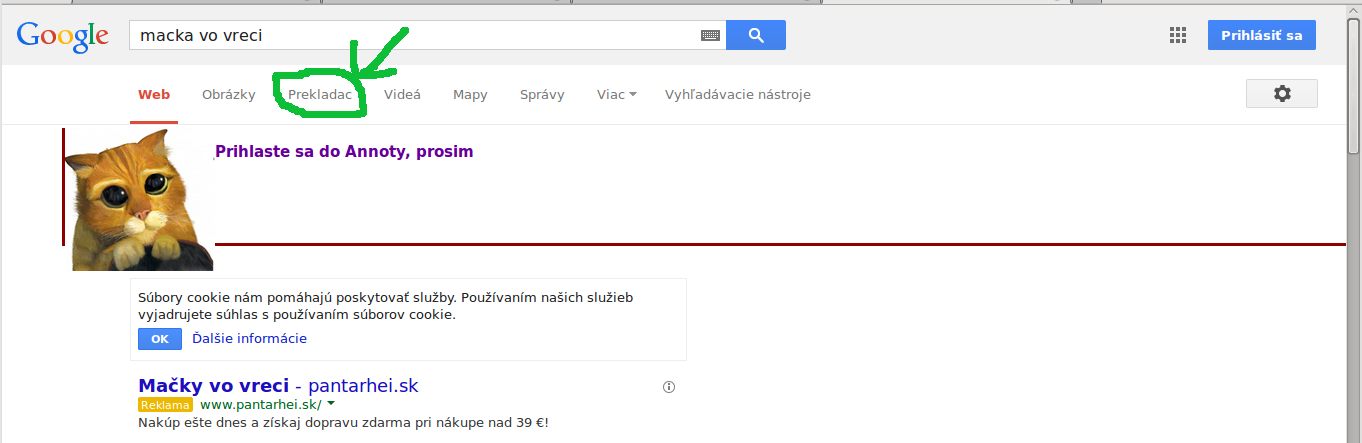 Google
macka vo vreci
Prihlásiť sa
Web Obrázky Prekladac Videá Mapy Správy Viac Vyhľadávacie nástroje
Prihlaste sa do Annoty, prosim
Súbory cookie nám pomáhajú poskytovať služby. Používaním našich služieb
vyjadrujete súhlas s používaním súborov cookie.
OK Ďalšie informácie
Mačky vo vreci - pantarhei.sk
Reklama www.pantarhei.sk/
Nakúp ešte dnes a získaj dopravu zdarma pri nákupe nad 39 €!